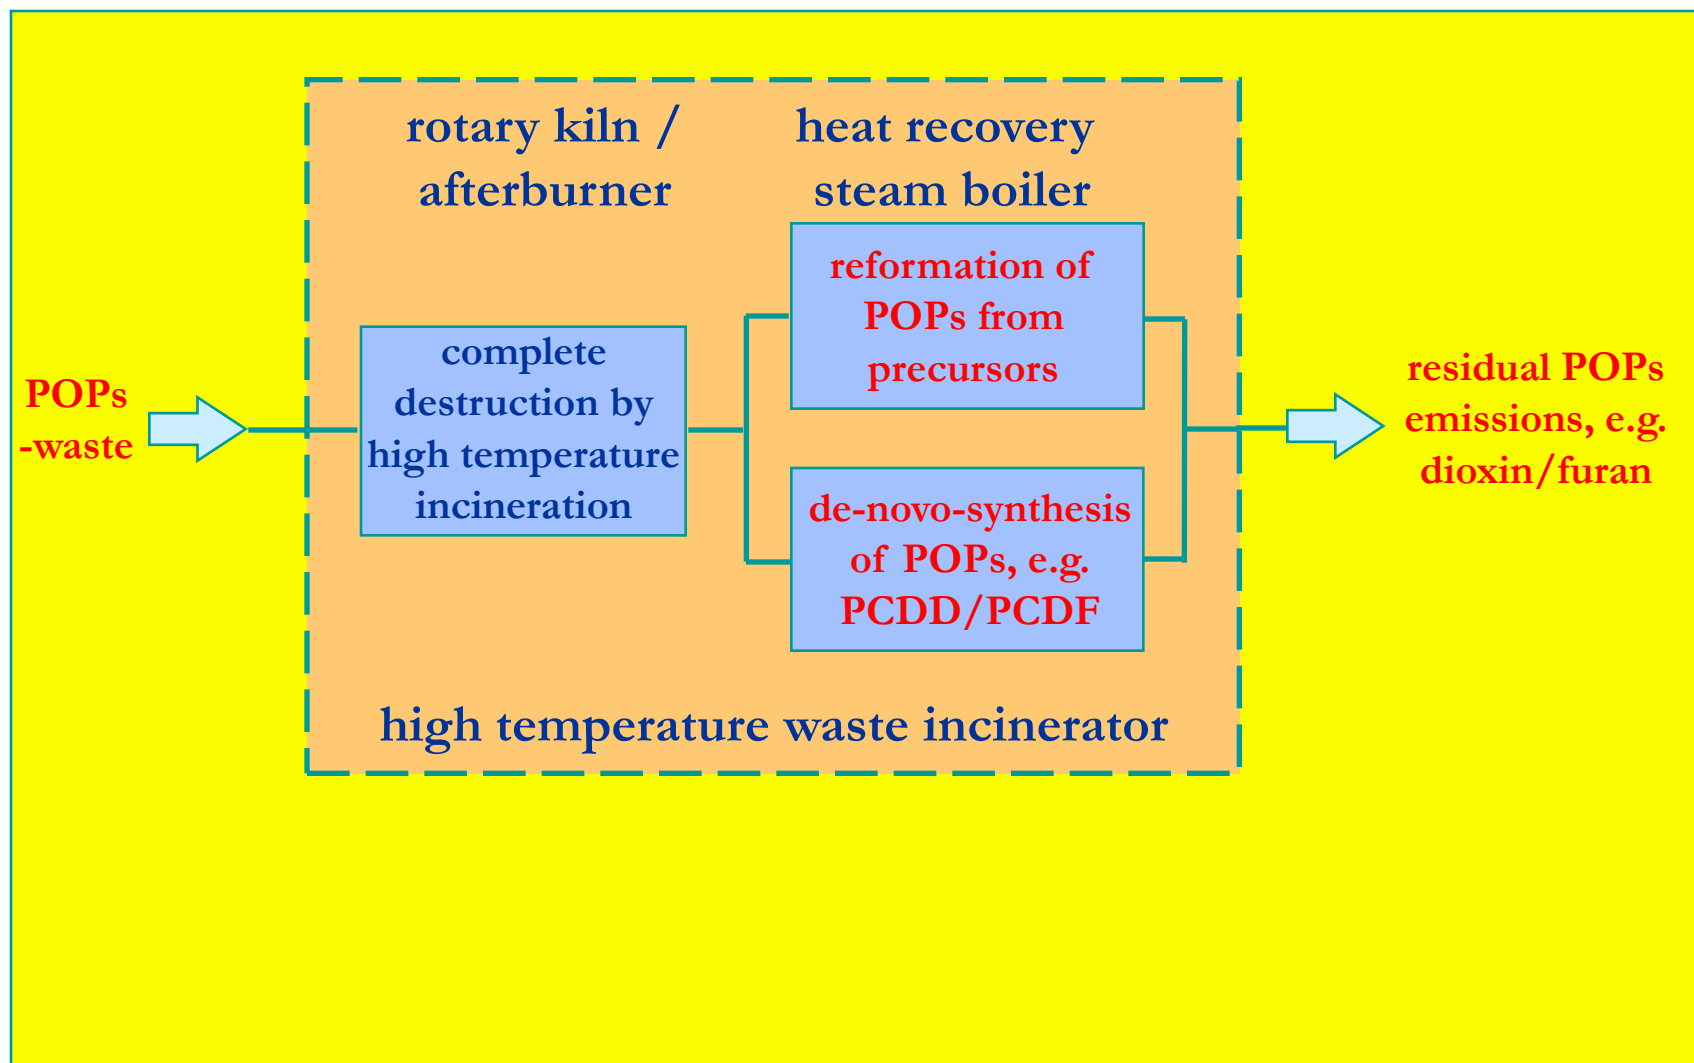 rotary kiln /
afterburner
heat recovery
steam boiler
POPs
-waste
complete
destruction by
high temperature
incineration
reformation of
POPs from
precursors
de-novo-synthesis
of POPs, e.g.
PCDD/PCDF
residual POPs
emissions, e.g.
dioxin/furan
high temperature waste incinerator